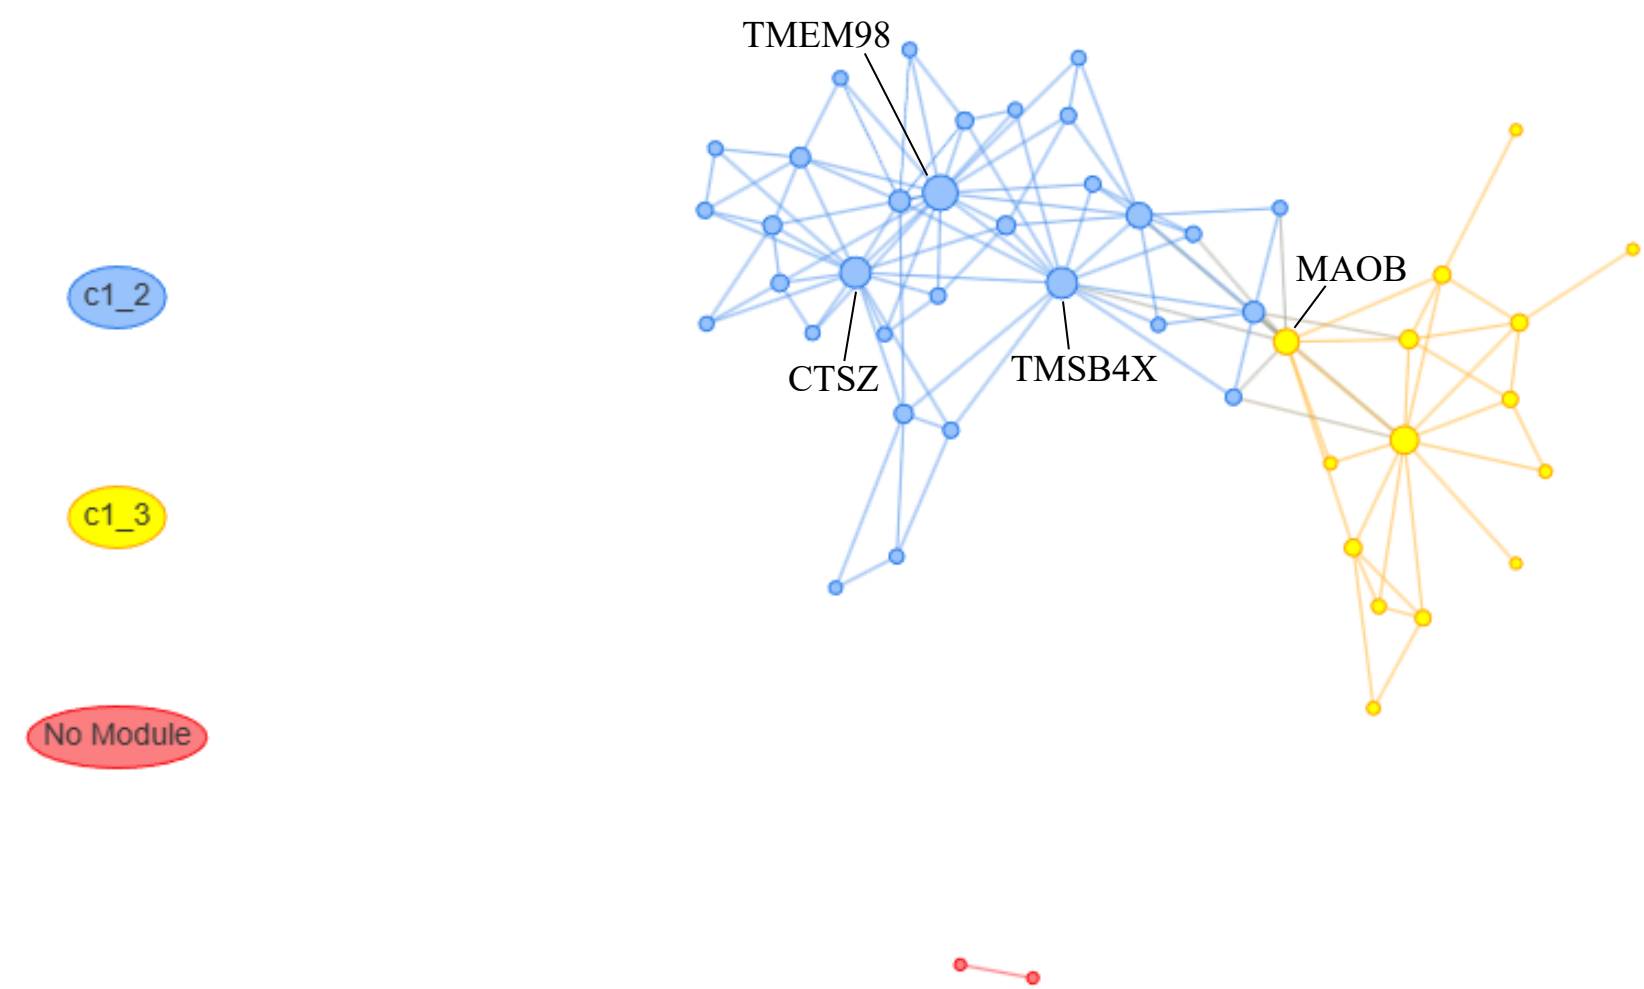 TMEM98
MAOB
c1_2
CTSZ
TMSB4X
c1_3
No Module